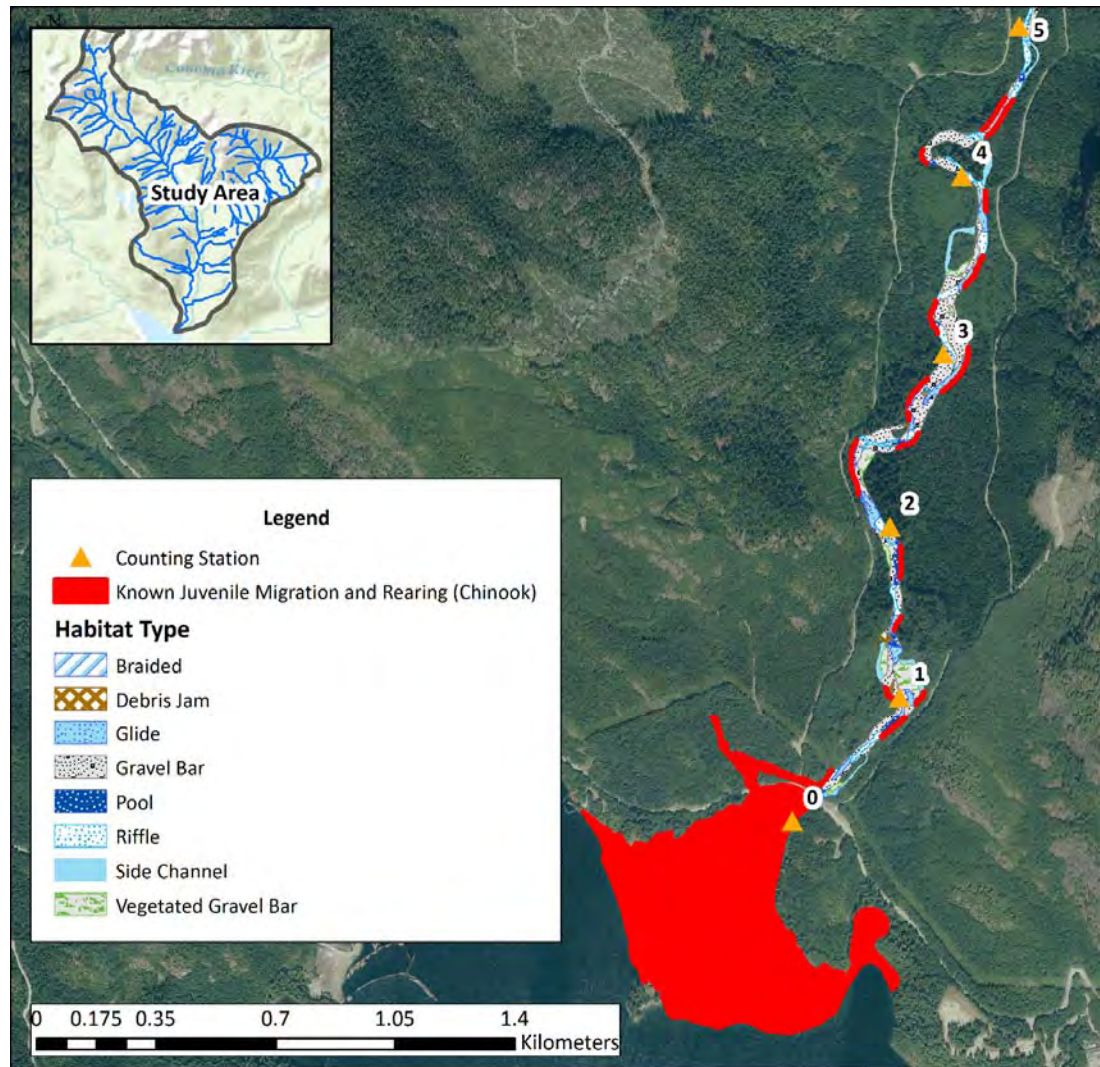 N
Canoma River
Study Area
5
4
3
2
1
0
Legend
Counting Station
Known Juvenile Migration and Rearing (Chinook)
Habitat Type
Braided
Debris Jam
Glide
Gravel Bar
Pool
Riffle
Side Channel
Vegetated Gravel Bar
0 0.175 0.35 0.7 1.05 1.4
Kilometers